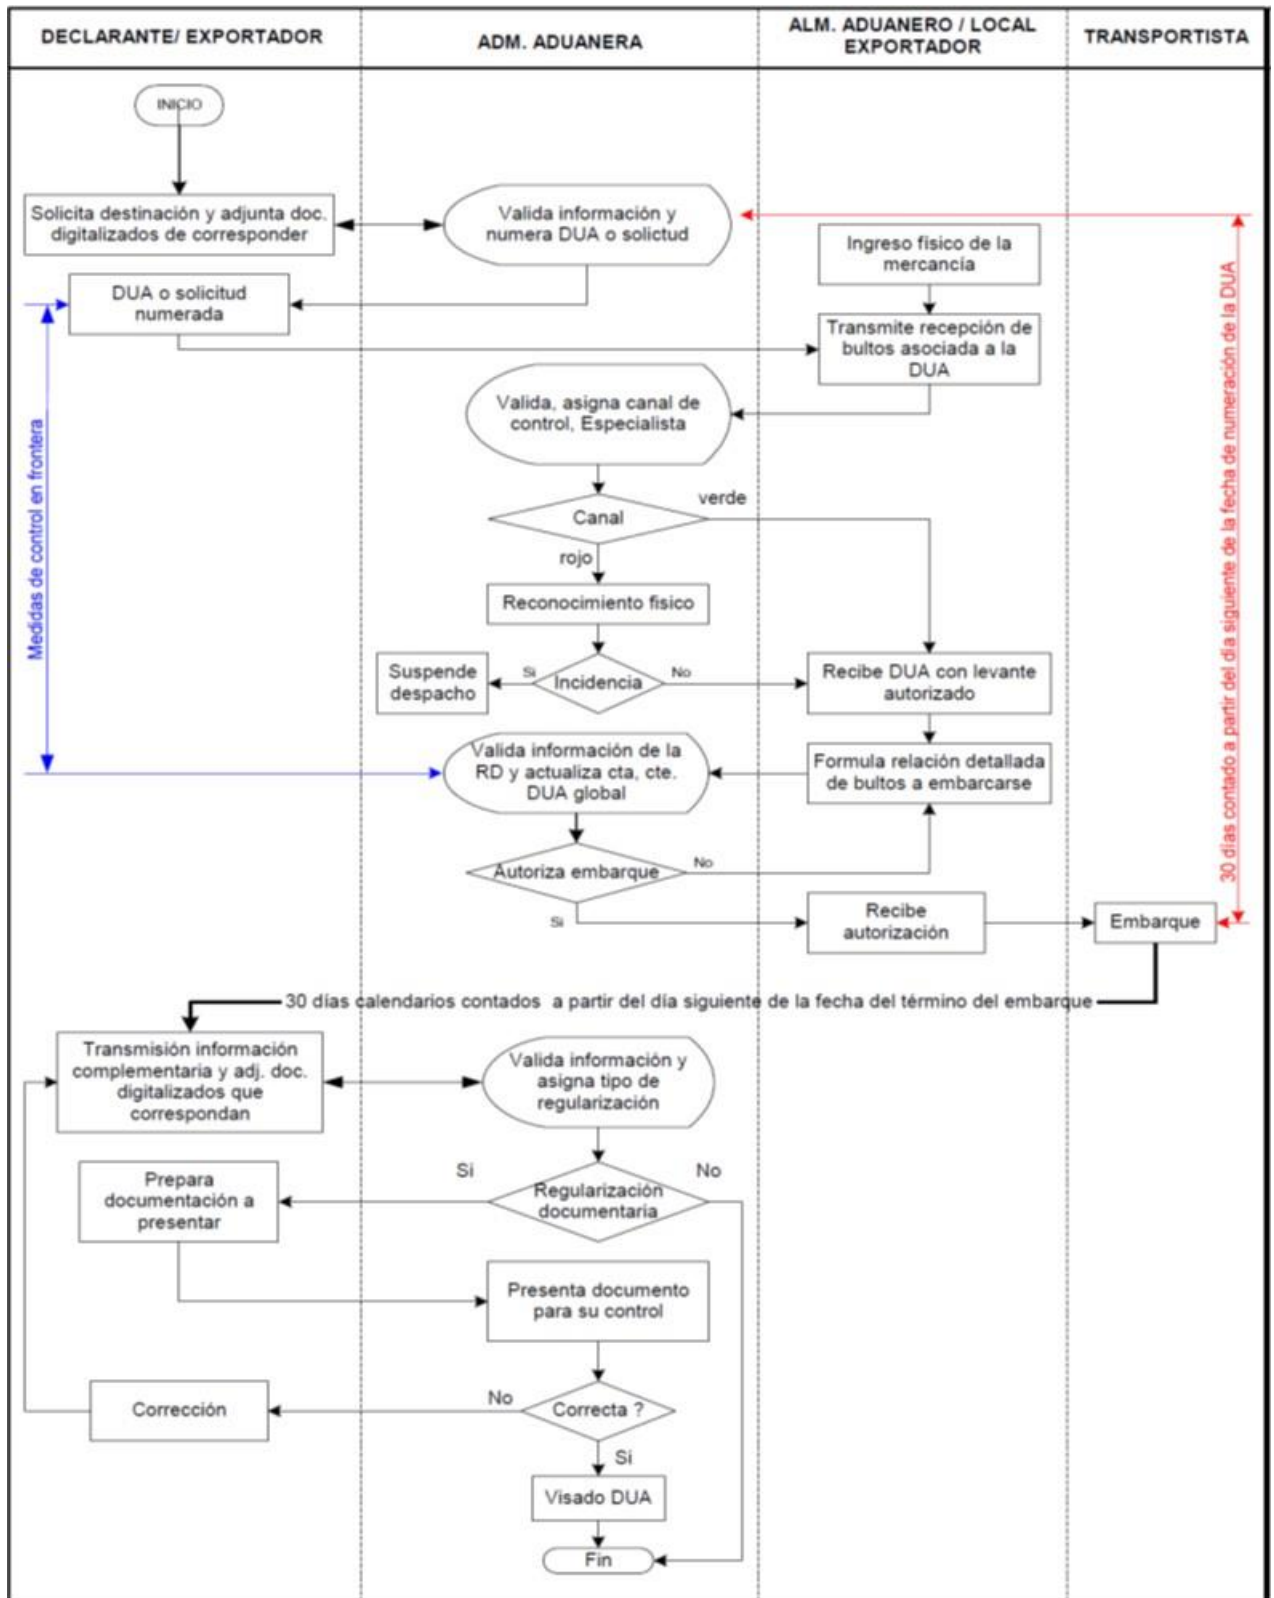 DECLARANTE/ EXPORTADOR
ADM. ADUANERA
ALM. ADUANERO / LOCAL
EXPORTADOR
TRANSPORTISTA
INICIO
Solicita destinación y adjunta doc.
digitalizados de corresponder
Valida información y
numera DUA o solictud
Ingreso físico de la
mercancía
DUA o solicitud
numerada
Transmite recepción de
bultos asociada a la
DUA
Valida, asigna canal de
control, Especialista
Canal
verde
rojo
Reconocimiento físico
Suspende
despacho
Si
Incidencia
No
Recibe DUA con levante
autorizado
Medidas de control en frontera
30 días contado a partir del día siguiente de la fecha de numeración de la DUA
Valida información de la
RD y actualiza cta, cte.
DUA global
Formula relación detallada
de bultos a embarcarse
Autoriza embarque
No
Si
Recibe
autorización
Embarque
30 días calendarios contados a partir del día siguiente de la fecha del término del embarque
Transmisión información
complementaria y adj. doc.
digitalizados que
correspondan
Valida información y
asigna tipo de
regularización
Si
No
Prepara
documentación a
presentar
Regularización
documentaria
Presenta documento
para su control
Corrección
No
Correcta ?
Si
Visado DUA
Fin